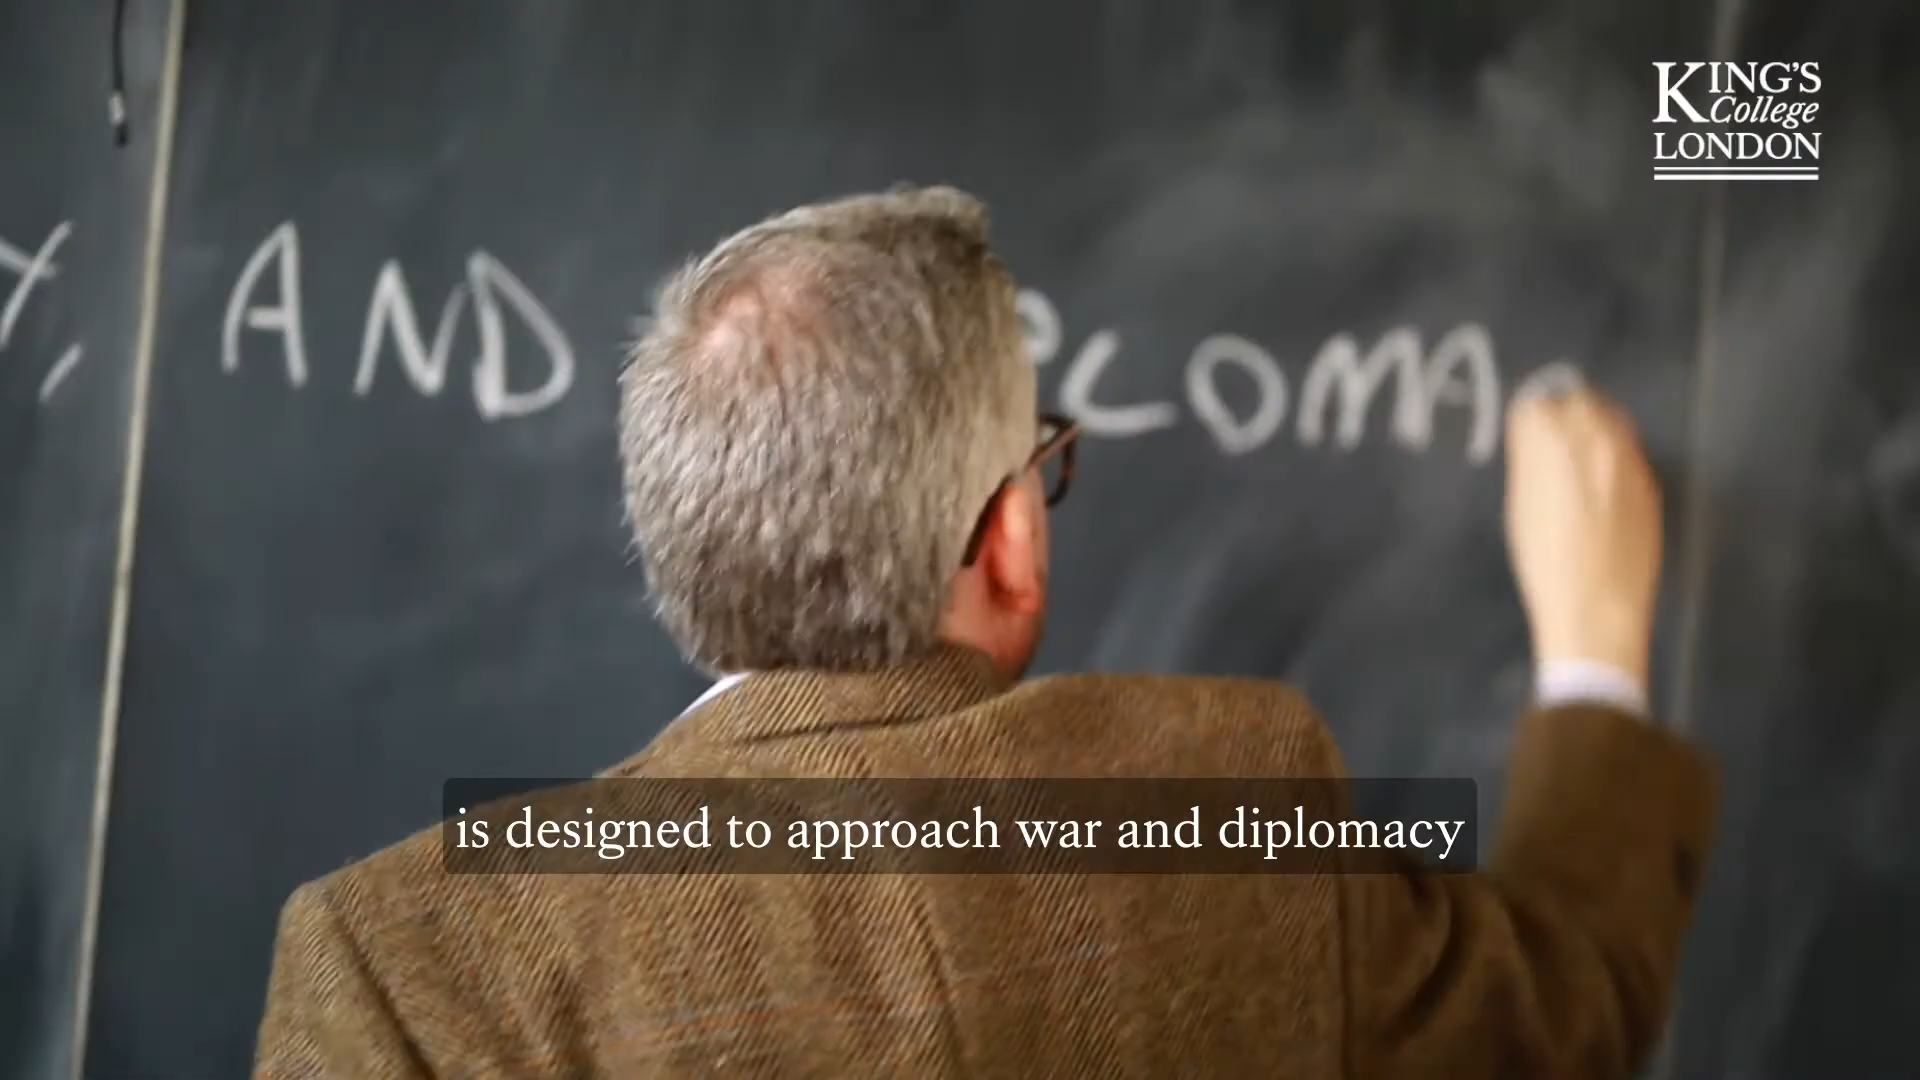 KING'S
College
LONDON
AND
is designed to approach war and diplomacy